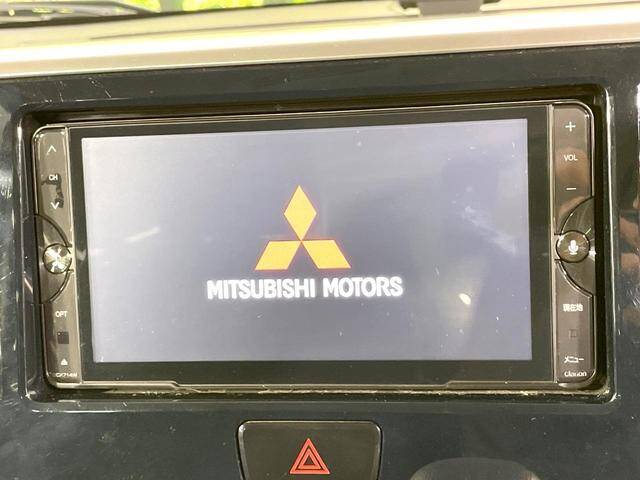 CH
OPT
MITSUBISHI MOTORS
+
VOL
−
現在地
メニュー
Clarion